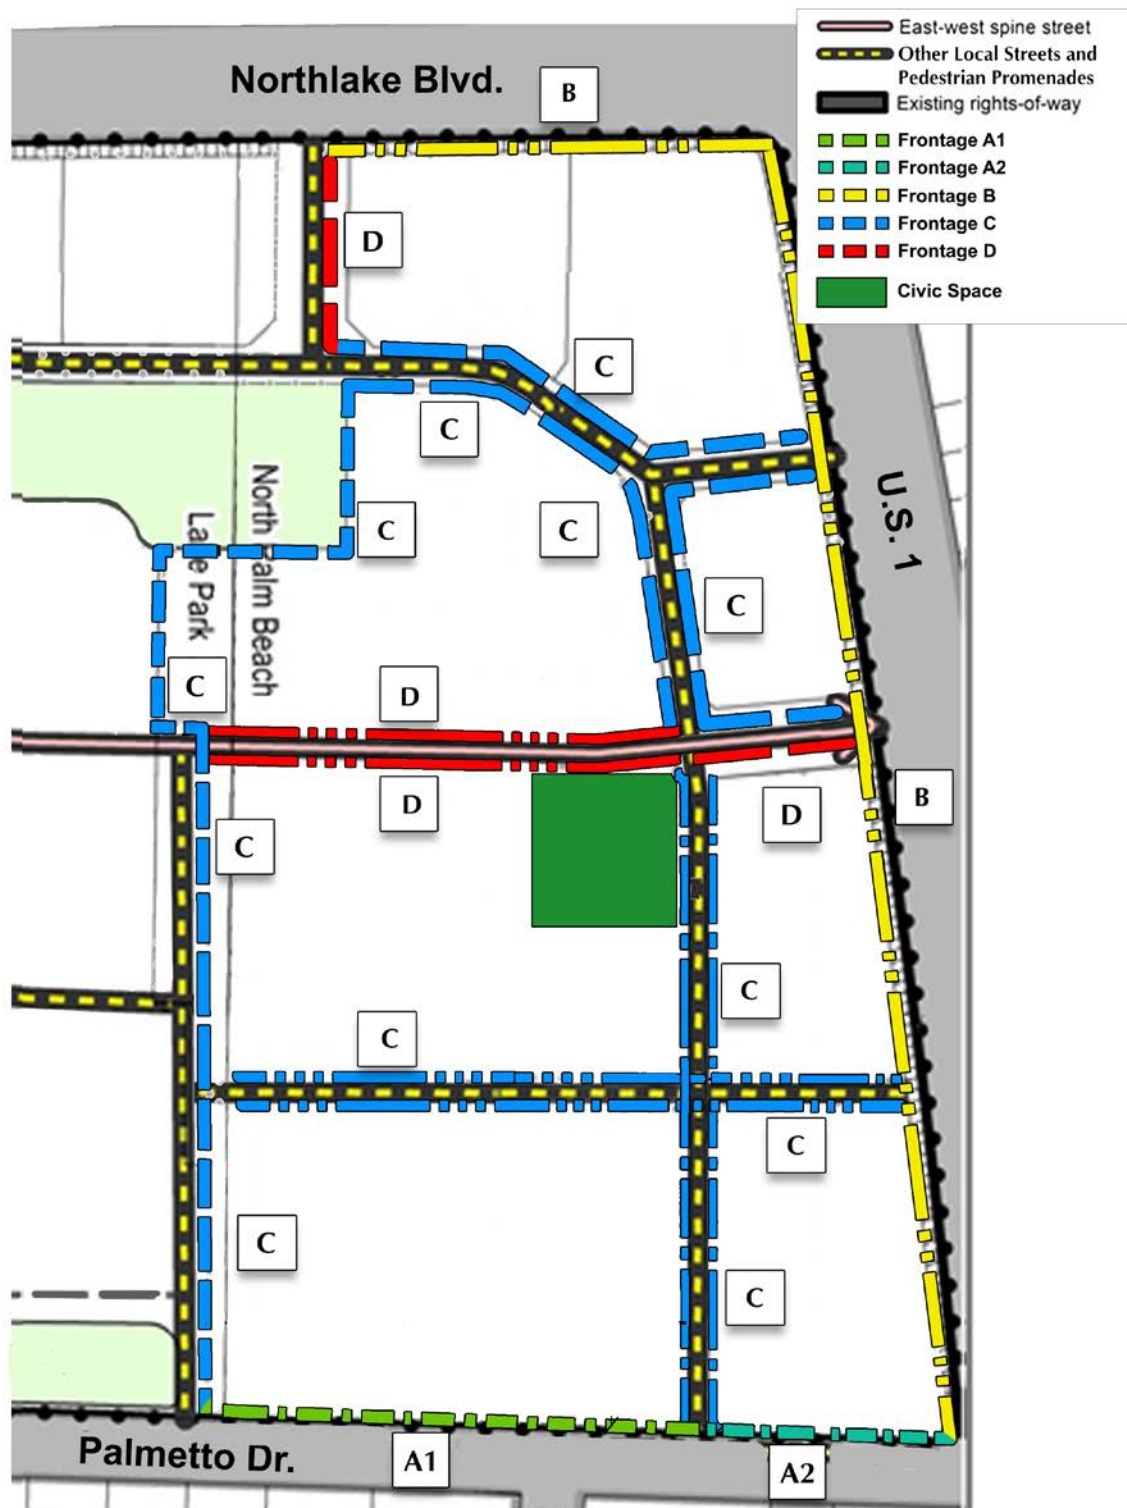 East-west spine street
Other Local Streets and
Pedestrian Promenades
Existing rights-of-way
Frontage A1
Frontage A2
Frontage B
Frontage C
Frontage D
Civic Space
Northlake Blvd.
B
D
C
C
C
C
U.S. 1
North Palm Beach
Lake Park
C
C
D
D
D
B
C
C
C
C
C
C
Palmetto Dr.
A1
A2